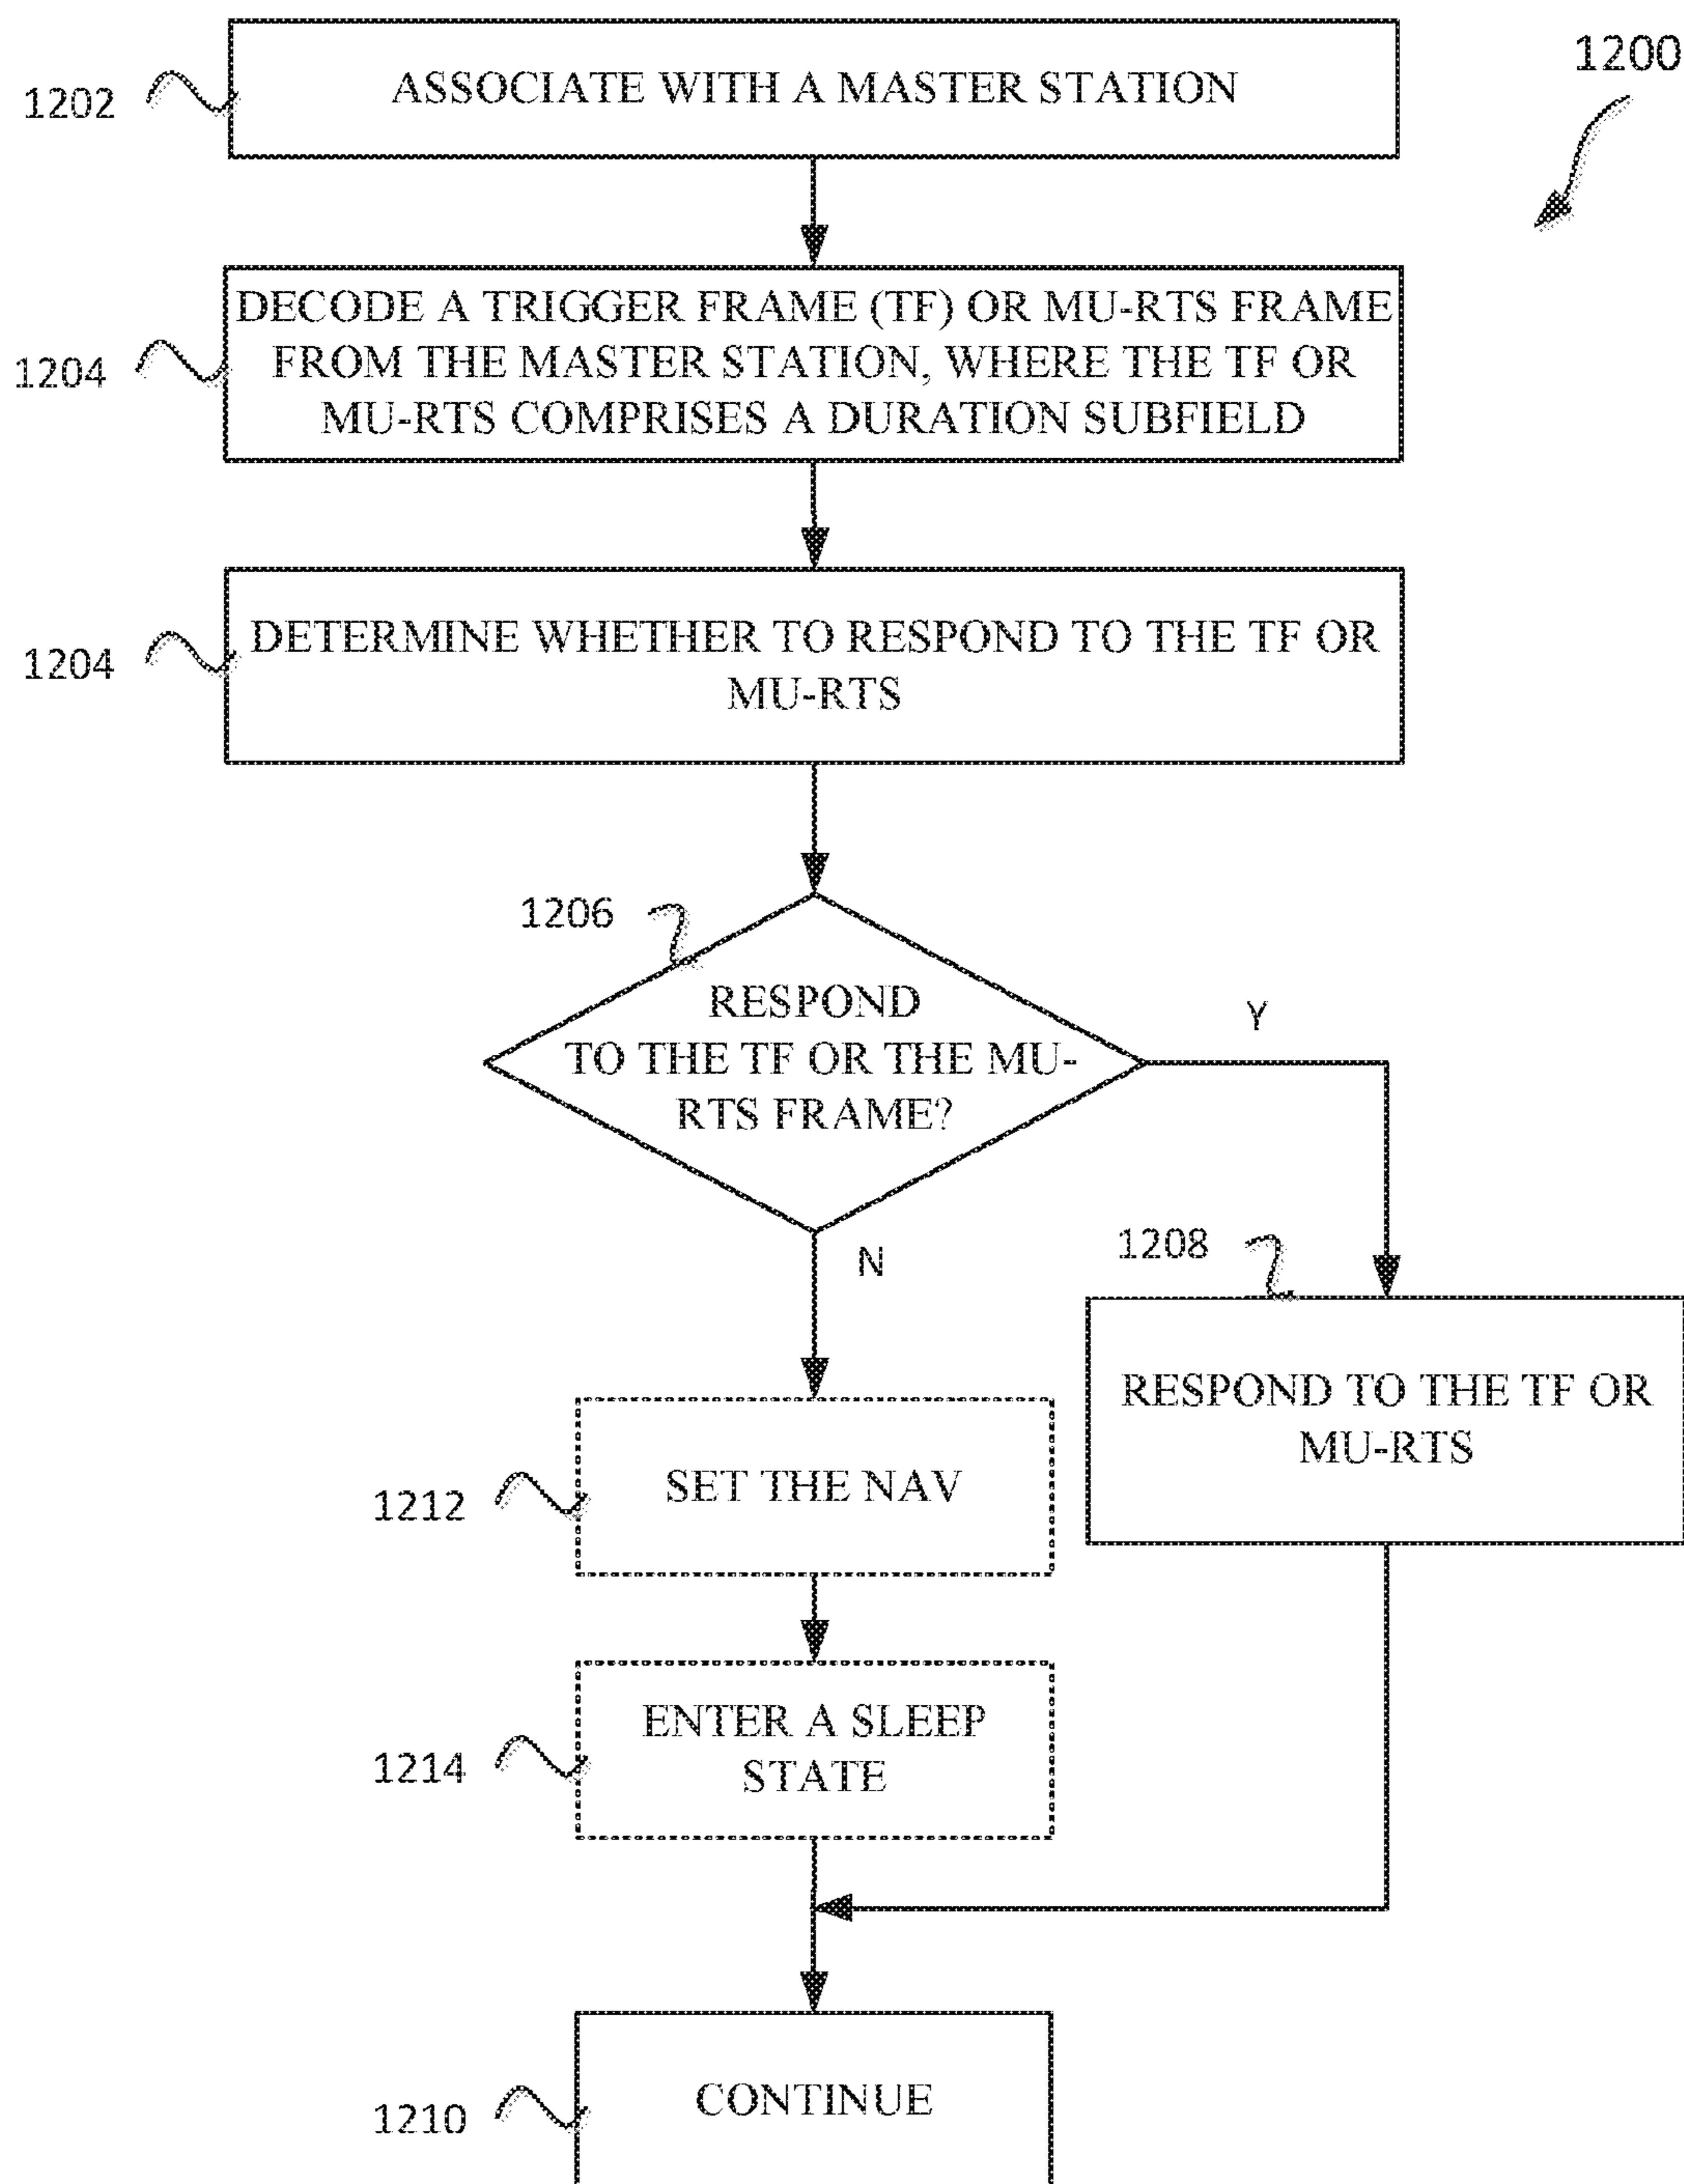 1200
1202
ASSOCIATE WITH A MASTER STATION
1204
DECODE A TRIGGER FRAME (TF) OR MU-RTS FRAME
FROM THE MASTER STATION, WHERE THE TF OR
MU-RTS COMPRISES A DURATION SUBFIELD
1204
DETERMINE WHETHER TO RESPOND TO THE TF OR
MU-RTS
1206
RESPOND
TO THE TF OR THE MU-
RTS FRAME?
Y
N
1208
RESPOND TO THE TF OR
MU-RTS
1212
SET THE NAV
1214
ENTER A SLEEP
STATE
1210
CONTINUE